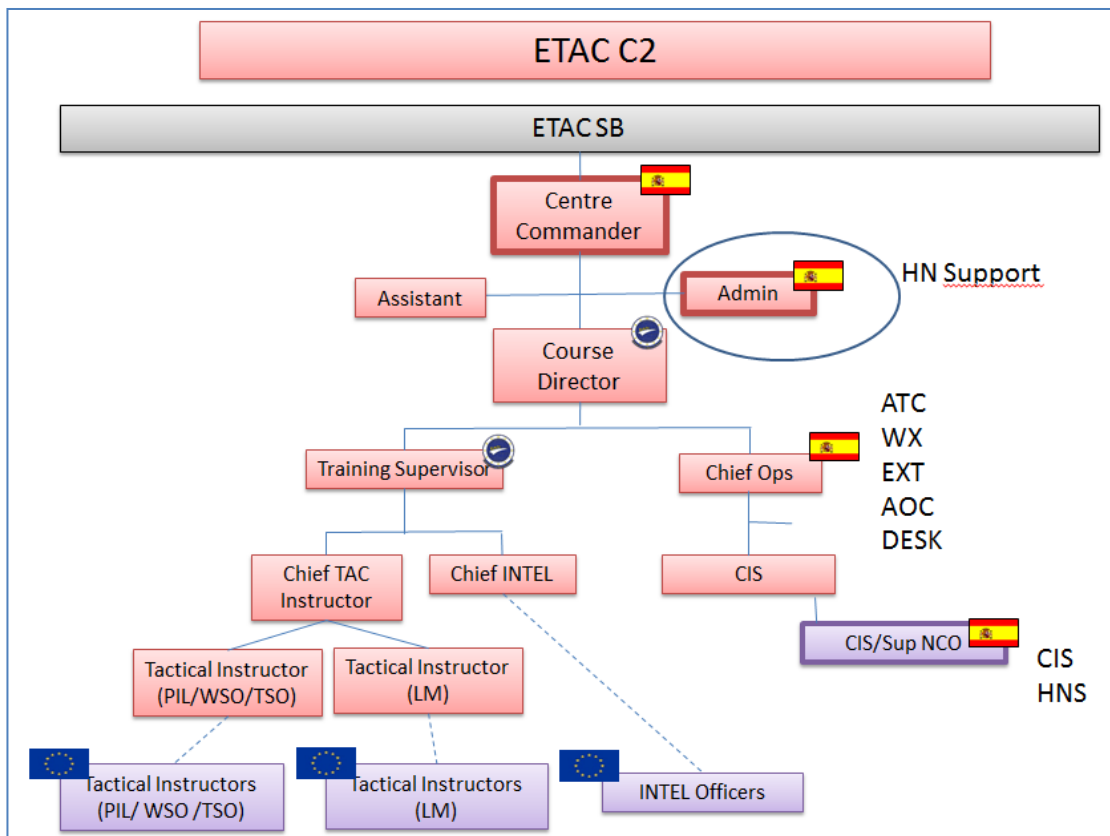 ETAC C2
ETAC SB
Centre
Commander
HN Support
Assistant
Admin
Course
Director
ATC
WX
EXT
AOC
DESK
Training Supervisor
Chief Ops
Chief TAC
Instructor
Chief INTEL
CIS
Tactical Instructor
(PIL/WSO/TSO)
Tactical Instructor
(LM)
CIS/Sup NCO
CIS
HNS
Tactical Instructors
(PIL/ WSO /TSO)
Tactical Instructors
(LM)
INTEL Officers